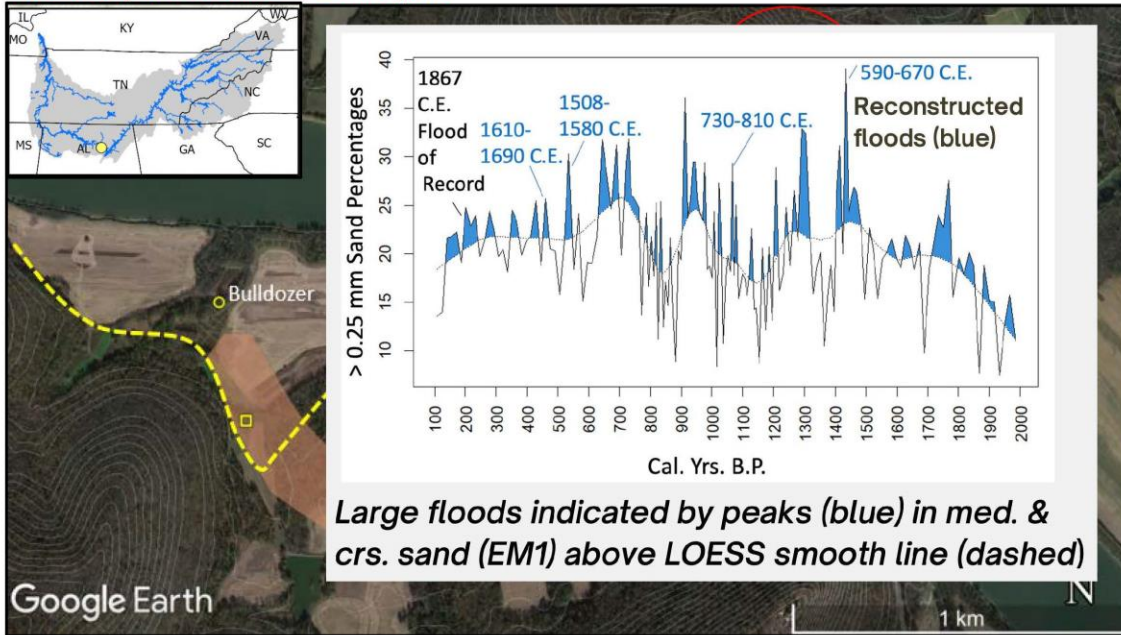 IL
KY
WV
MO
VA
TN
NC
MS
AL
GA
SC
Bulldozer
> 0.25 mm Sand Percentages
40
35
30
25
20
15
10
1867
C.E.
Flood
of
Record
1610-
1690 C.E.
1508-
1580 C.E.
730-810 C.E.
590-670 C.E.
Reconstructed
floods (blue)
100
200
300
400
500
600
700
800
900
1000
1100
1200
1300
1400
1500
1600
1700
1800
1900
2000
Cal. Yrs. B.P.
Large floods indicated by peaks (blue) in med. &
crs. sand (EM1) above LOESS smooth line (dashed)
Google Earth
N
1 km